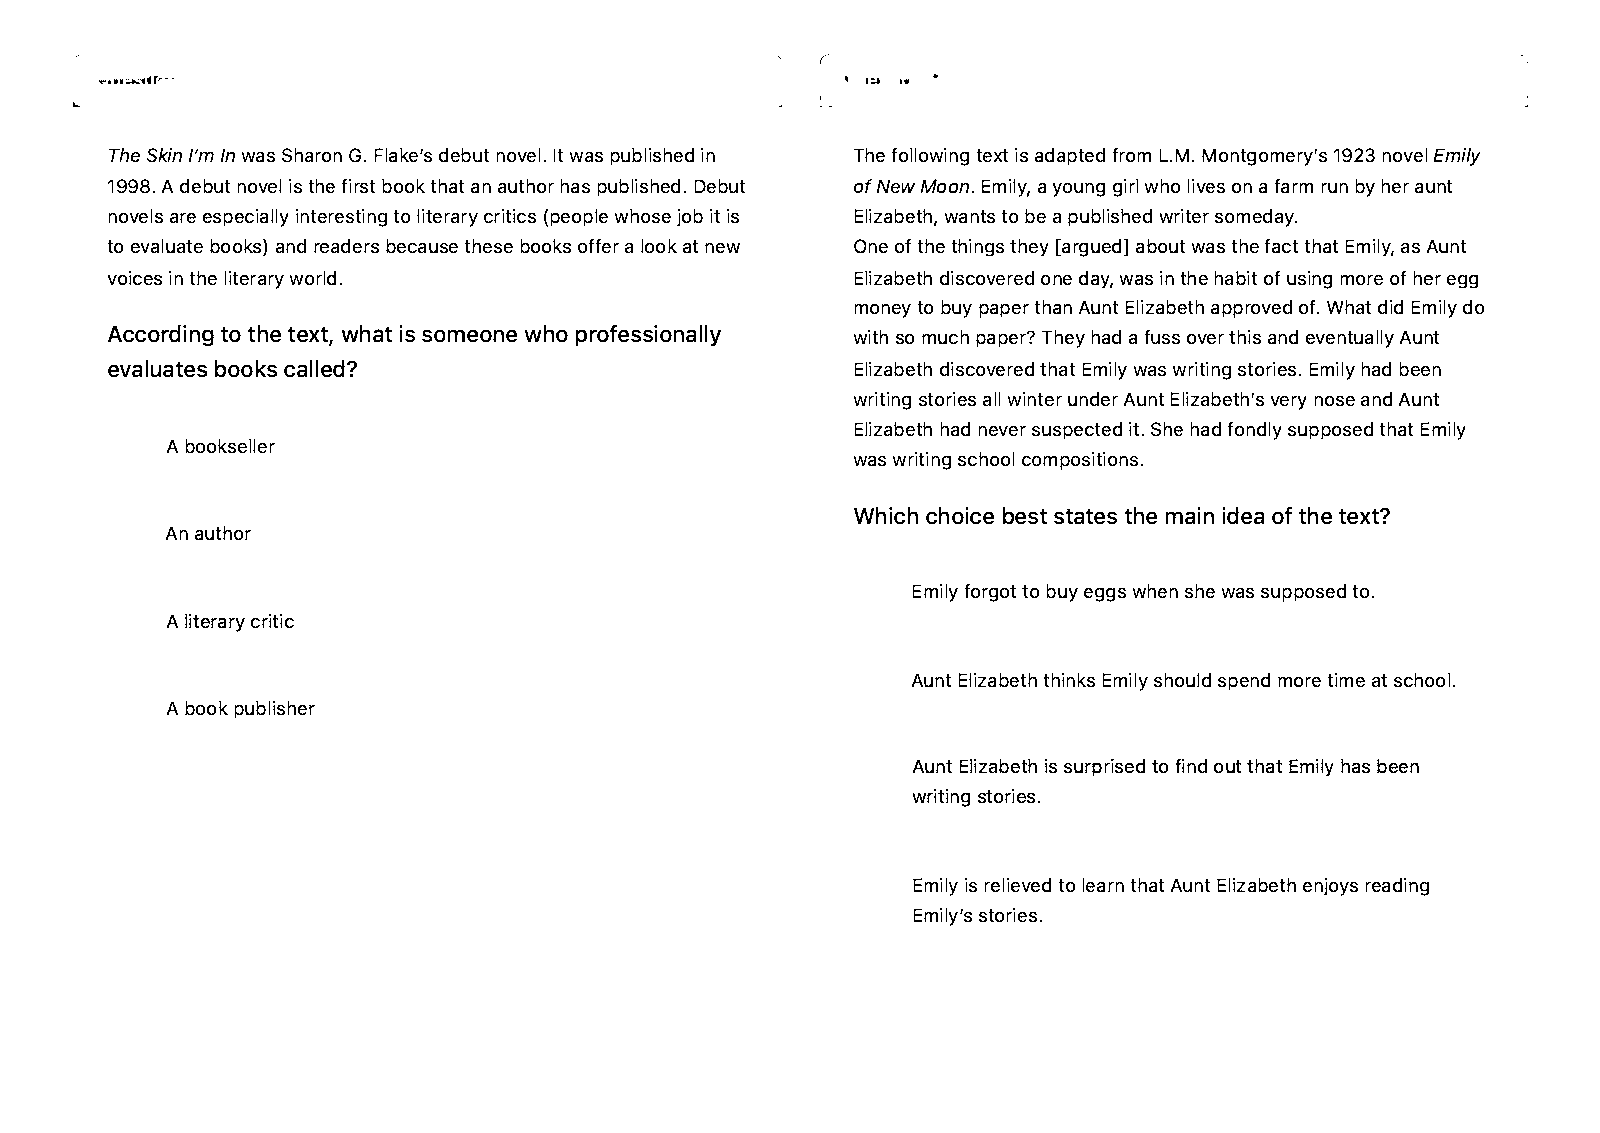 The Skin I’m In was Sharon G. Flake’s debut novel. It was published in
1998. A debut novel is the first book that an author has published. Debut
novels are especially interesting to literary critics (people whose job it is
to evaluate books) and readers because these books offer a look at new
voices in the literary world.
According to the text, what is someone who professionally
evaluates books called?
A bookseller
An author
A literary critic
A book publisher
The following text is adapted from L.M. Montgomery’s 1923 novel Emily
of New Moon. Emily, a young girl who lives on a farm run by her aunt
Elizabeth, wants to be a published writer someday.
One of the things they [argued] about was the fact that Emily, as Aunt
Elizabeth discovered one day, was in the habit of using more of her egg
money to buy paper than Aunt Elizabeth approved of. What did Emily do
with so much paper? They had a fuss over this and eventually Aunt
Elizabeth discovered that Emily was writing stories. Emily had been
writing stories all winter under Aunt Elizabeth’s very nose and Aunt
Elizabeth had never suspected it. She had fondly supposed that Emily
was writing school compositions.
Which choice best states the main idea of the text?
Emily forgot to buy eggs when she was supposed to.
Aunt Elizabeth thinks Emily should spend more time at school.
Aunt Elizabeth is surprised to find out that Emily has been
writing stories.
Emily is relieved to learn that Aunt Elizabeth enjoys reading
Emily’s stories.